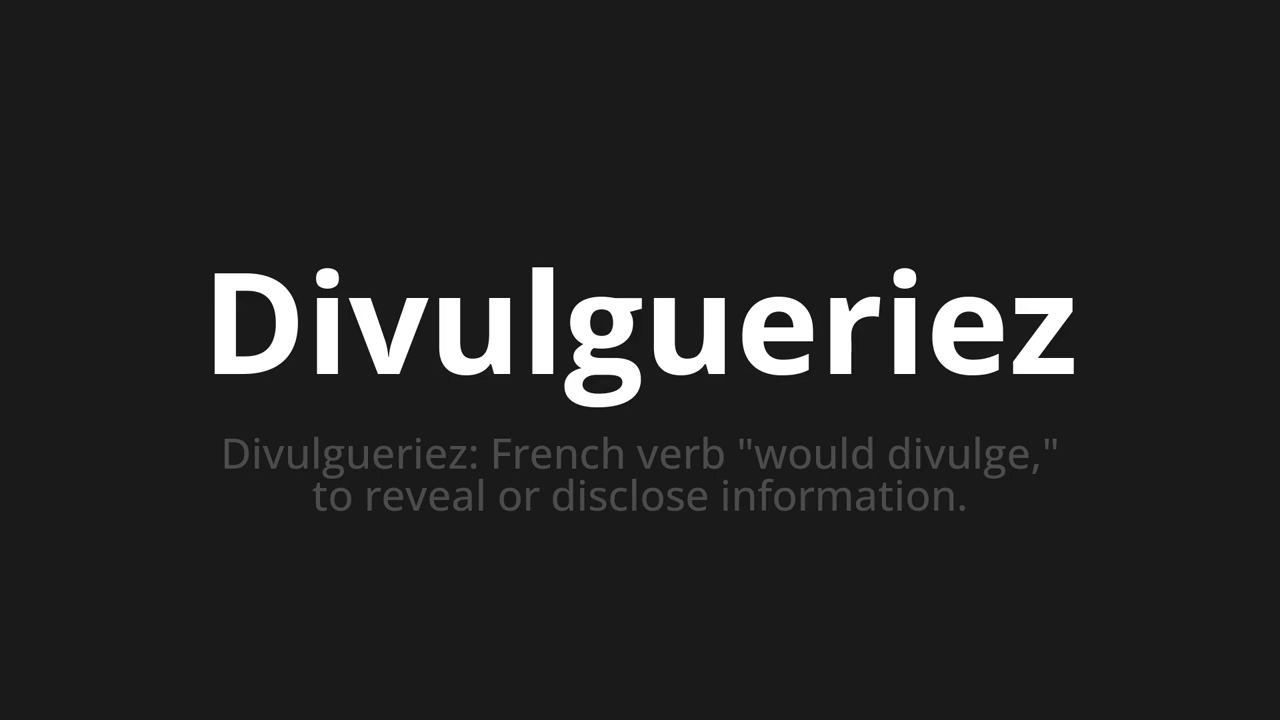 Divulgueriez
Divulgueriez: French verb "would divulge,"
to reveal or disclose information.